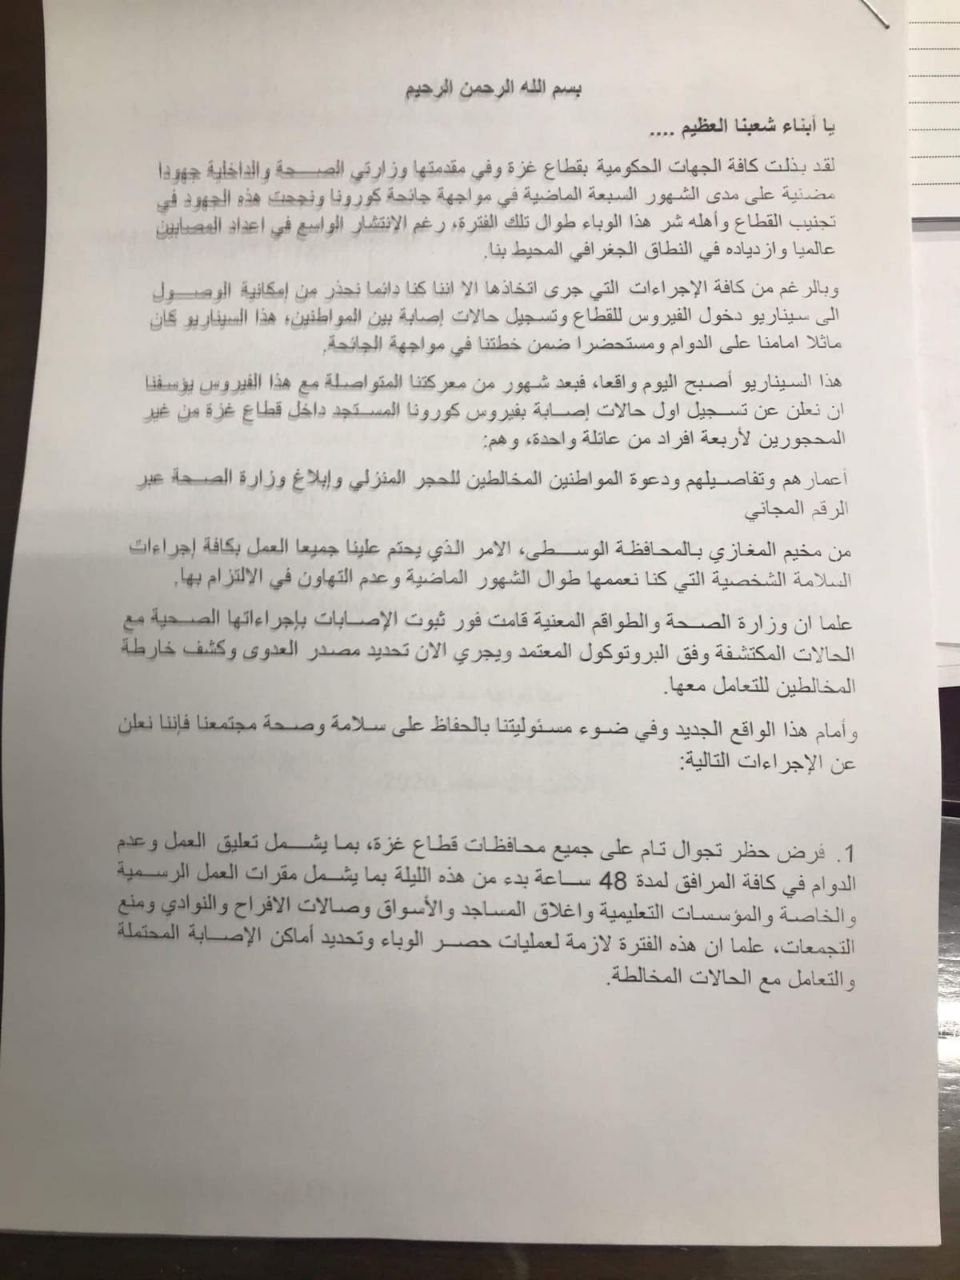 بسم الله الرحمن الرحيم
يا أبناء شعبنا العظيم ....
لقد بذلت كافة الجهات الحكومية بقطاع غزة وفي مقدمتها وزارتي الصحة والداخلية جهودا
مضنية على مدى الشهور السبعة الماضية في مواجهة جائحة كورونا ونجحت هذه الجهود في
تجنيب القطاع وأهله شر هذا الوباء طوال تلك الفترة، رغم الانتشار الواسع في اعداد المصابين
عالميا وازدياده في النطاق الجغرافي المحيط بنا.
وبالرغم من كافة الإجراءات التي جرى اتخاذها الا اننا كنا دائما نحذر من إمكانية الوصول
الى سيناريو دخول الفيروس للقطاع وتسجيل حالات إصابة بين المواطنين، هذا السيناريو كان
ماثلا امامنا على الدوام ومستحضرا ضمن خطتنا في مواجهة الجائحة.
هذا السيناريو أصبح اليوم واقعا، فبعد شهور من معركتنا المتواصلة مع هذا الفيروس يؤسفنا
ان نعلن عن تسجيل اول حالات إصابة بفيروس كورونا المستجد داخل قطاع غزة من غير
المحجورين لأربعة افراد من عائلة واحدة، وهم:
أعمارهم وتفاصيلهم ودعوة المواطنين المخالطين للحجر المنزلي وإبلاغ وزارة الصحة عبر
الرقم المجاني
من مخيم المغازي بالمحافظة الوسطى، الامر الذي يحتم علينا جميعا العمل بكافة إجراءات
السلامة الشخصية التي كنا نعممها طوال الشهور الماضية وعدم التهاون في الالتزام بها.
علما ان وزارة الصحة والطواقم المعنية قامت فور ثبوت الإصابات بإجراءاتها الصحية مع
الحالات المكتشفة وفق البروتوكول المعتمد ويجري الان تحديد مصدر العدوى وكشف خارطة
المخالطين للتعامل معها.
وأمام هذا الواقع الجديد وفي ضوء مسئوليتنا بالحفاظ على سلامة وصحة مجتمعنا فإننا نعلن
عن الإجراءات التالية:
1. فرض حظر تجوال تام على جميع محافظات قطاع غزة، بما يشمل تعليق العمل وعدم
الدوام في كافة المرافق لمدة 48 ساعة بدء من هذه الليلة بما يشمل مقرات العمل الرسمية
والخاصة والمؤسسات التعليمية واغلاق المساجد والأسواق وصالات الافراح والنوادي ومنع
التجمعات، علما ان هذه الفترة لازمة لعمليات حصر الوباء وتحديد أماكن الإصابة المحتملة
والتعامل مع الحالات المخالطة.